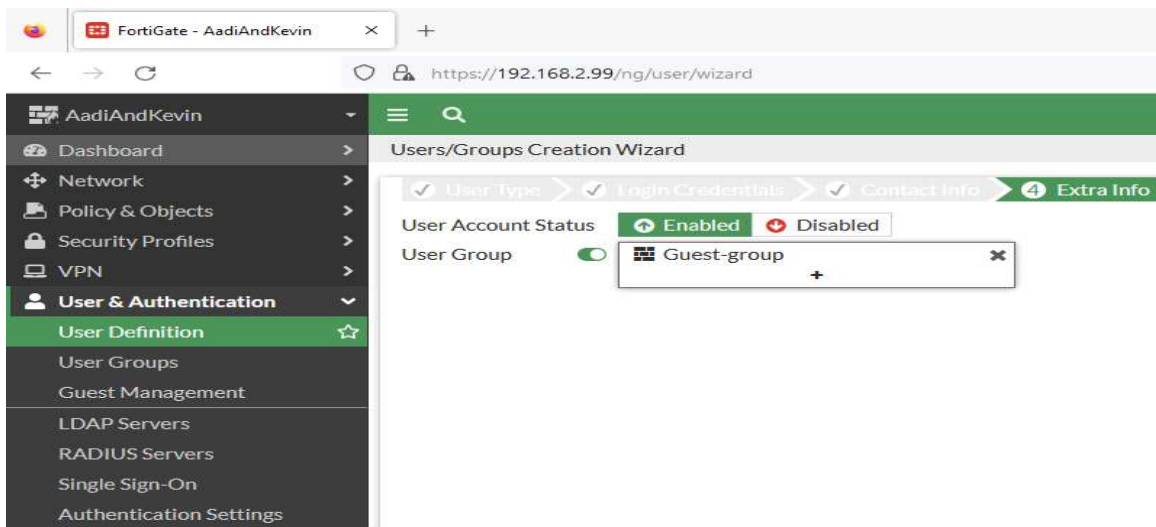 FortiGate - AadiAndKevin
https://192.168.2.99/ng/user/wizard
AadiAndKevin
Dashboard
Network
Policy & Objects
Security Profiles
VPN
User & Authentication
User Definition
User Groups
Guest Management
LDAP Servers
RADIUS Servers
Single Sign-On
Authentication Settings
Users/Groups Creation Wizard
User Type Login Credentials Contact Info 4 Extra Info
User Account Status Enabled Disabled
User Group Guest-group
+